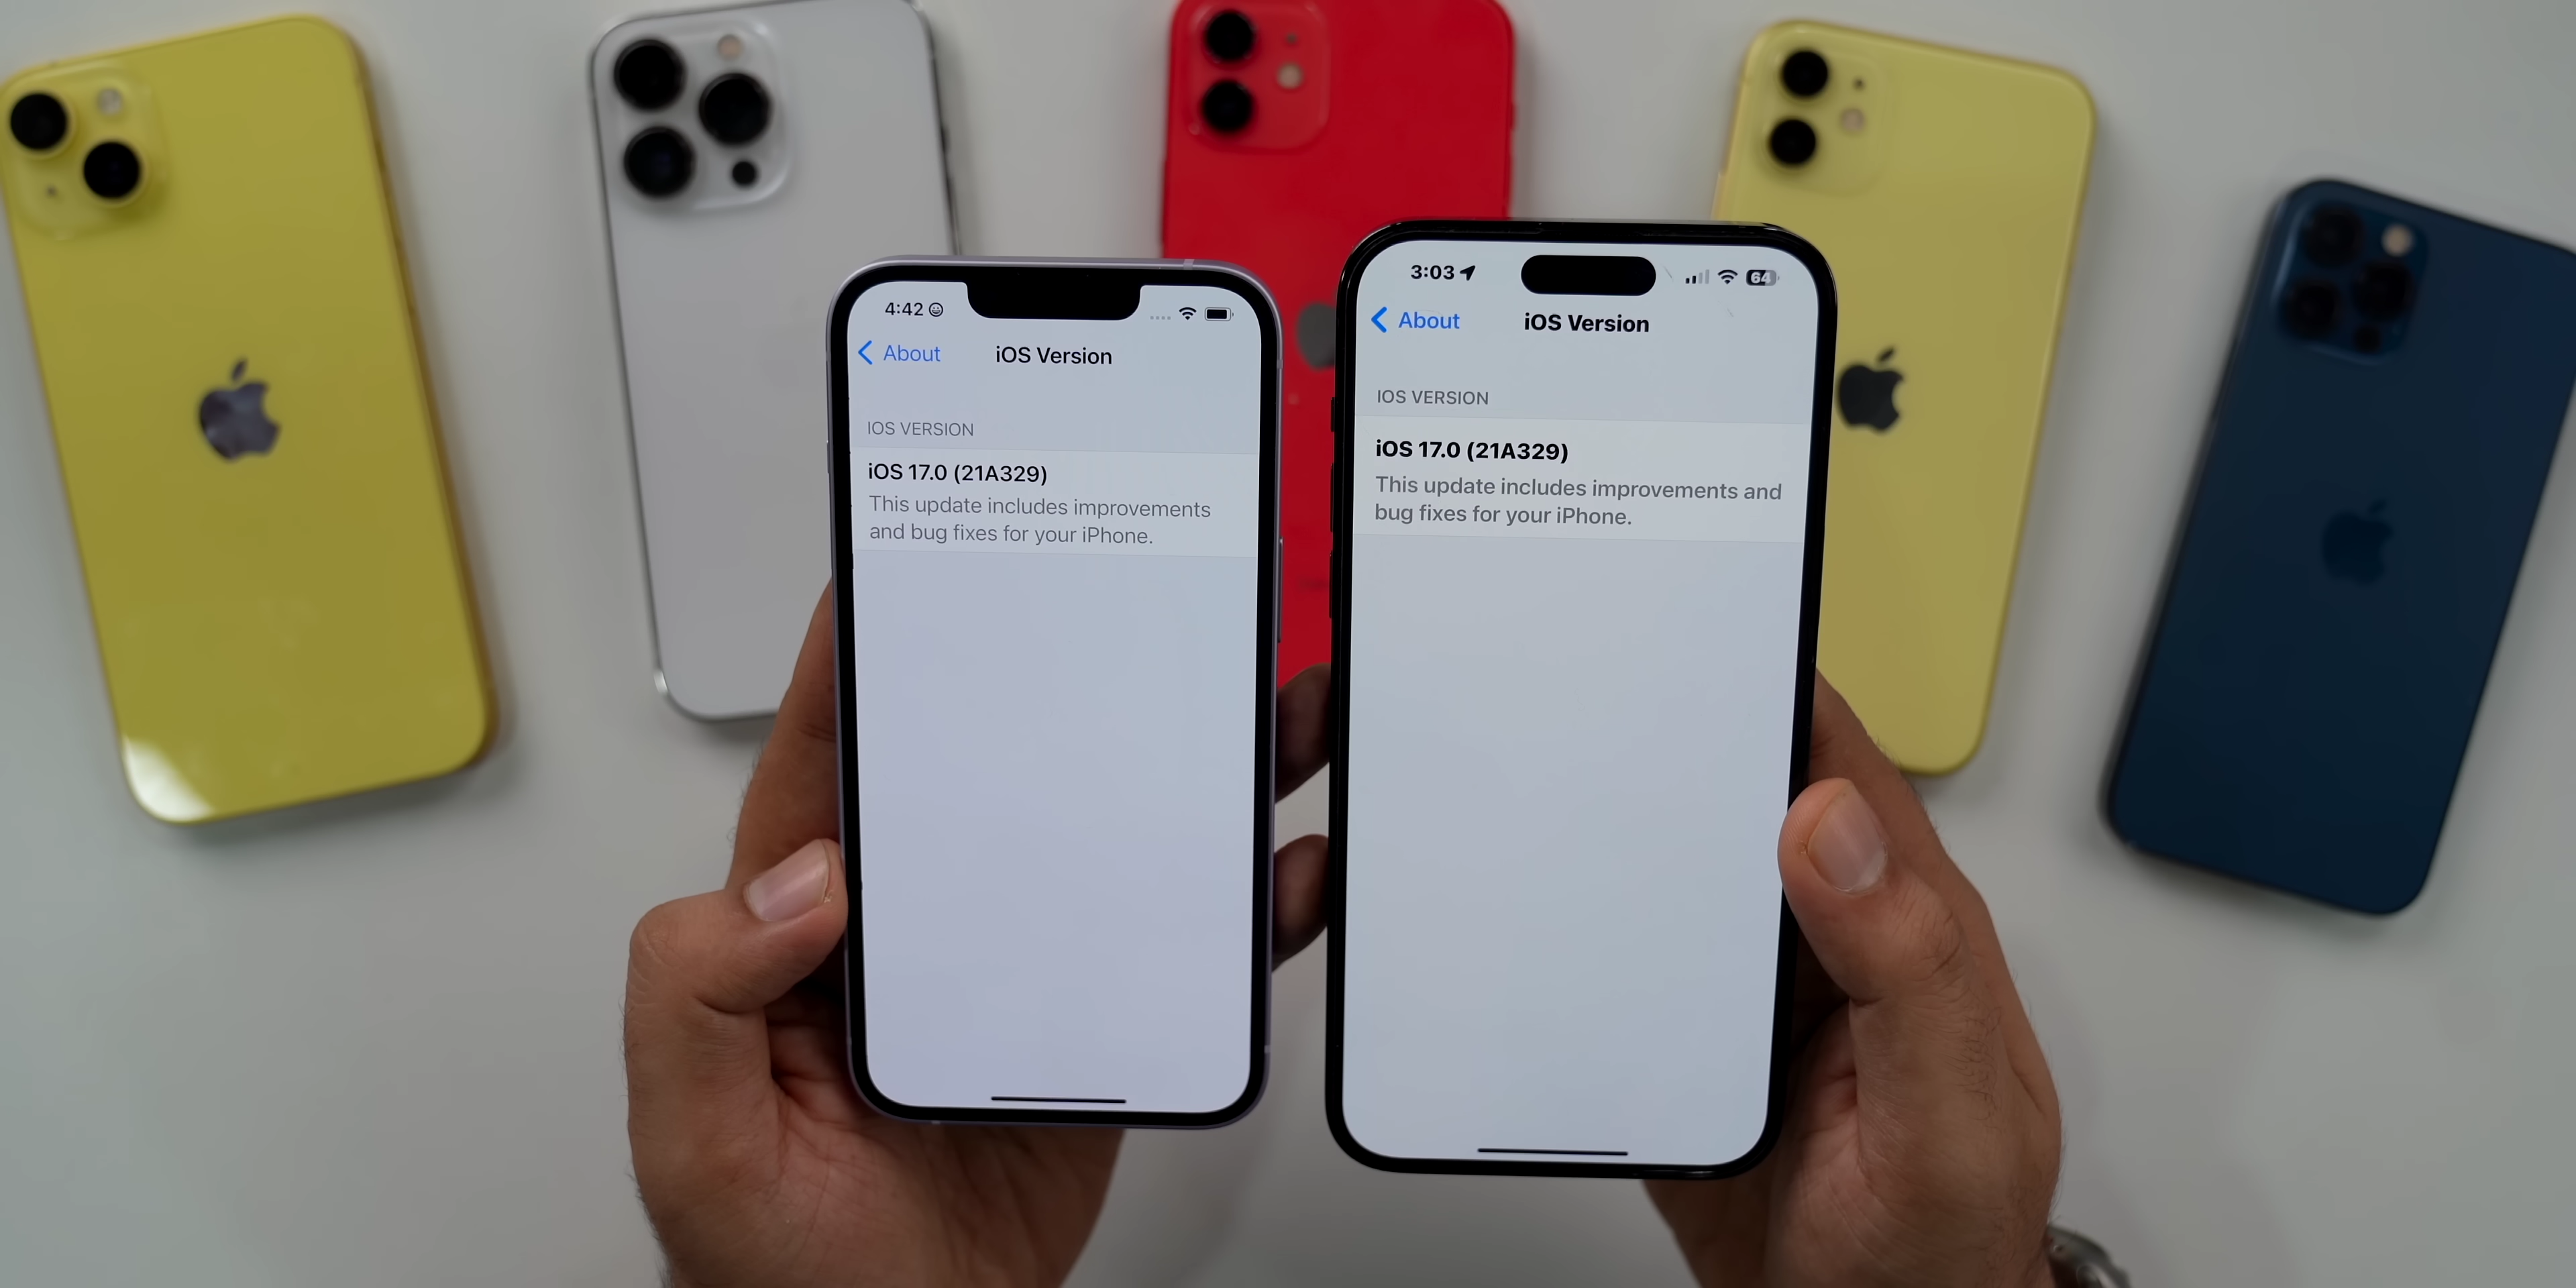 4:42
About
iOS Version
IOS VERSION
iOS 17.0 (21A329)
This update includes improvements
and bug fixes for your iPhone.
3:03
64
About
iOS Version
IOS VERSION
iOS 17.0 (21A329)
This update includes improvements and
bug fixes for your iPhone.